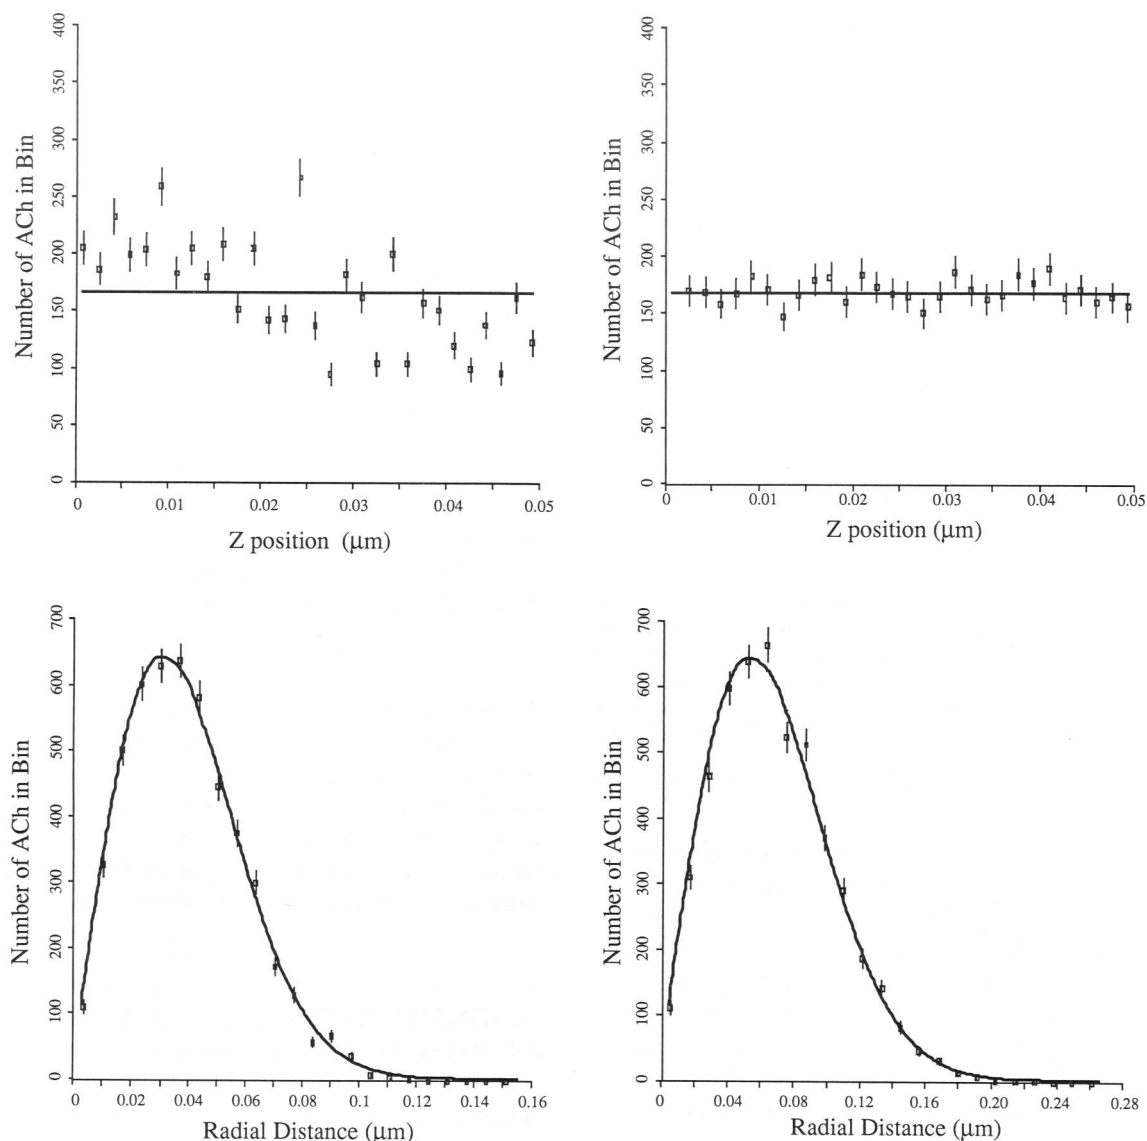 400
350
300
250
200
150
100
50
0
Number of ACh in Bin
0 0.01 0.02 0.03 0.04 0.05
Z position (μm)
400
350
300
250
200
150
100
50
0
Number of ACh in Bin
0 0.01 0.02 0.03 0.04 0.05
Z position (μm)
700
600
500
400
300
200
100
0
Number of ACh in Bin
0 0.02 0.04 0.06 0.08 0.1 0.12 0.14 0.16
Radial Distance (μm)
700
600
500
400
300
200
100
0
Number of ACh in Bin
0 0.04 0.08 0.12 0.16 0.20 0.24 0.28
Radial Distance (μm)